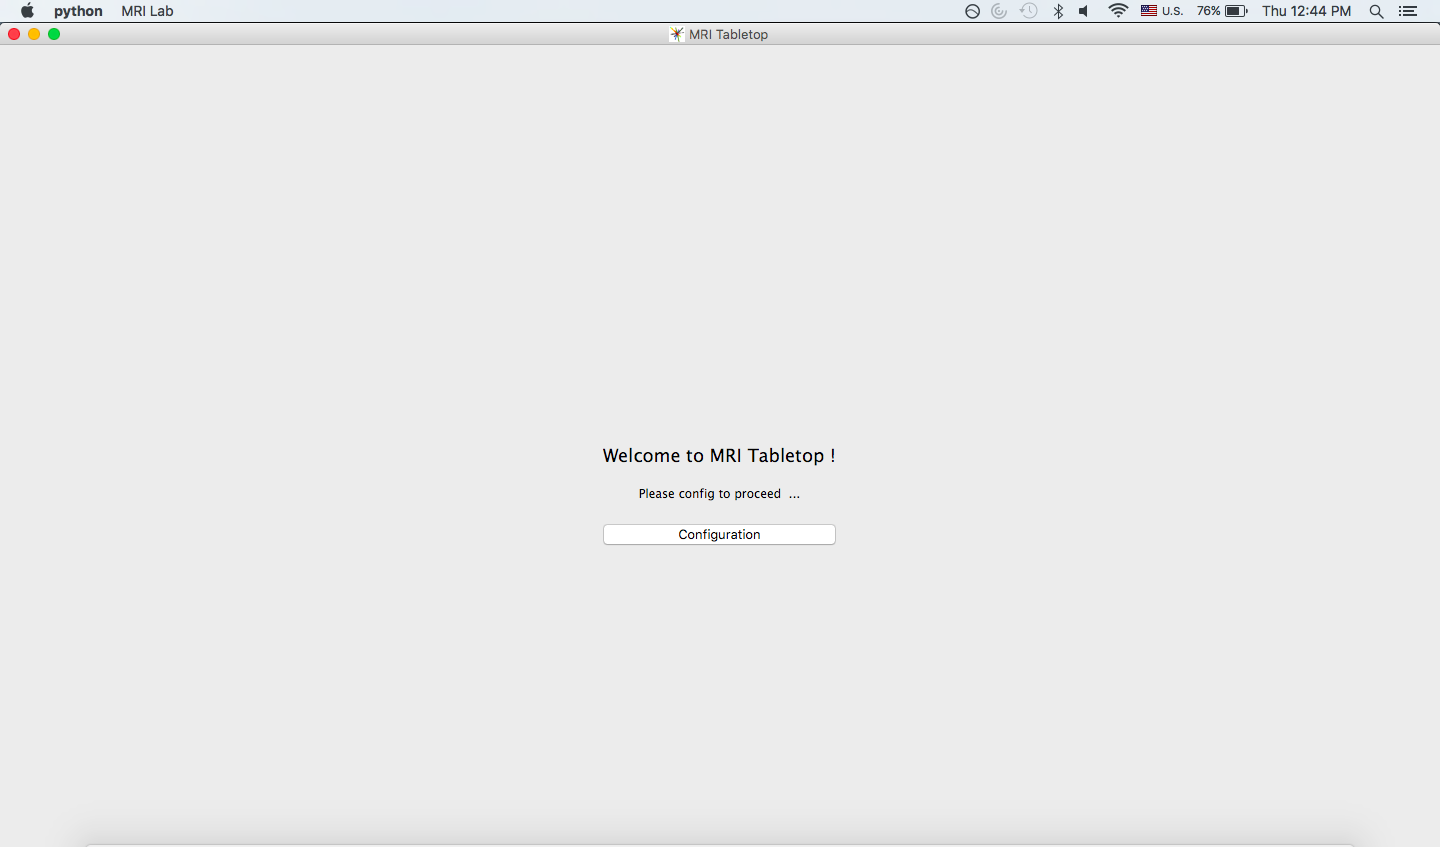 python MRI Lab U.S. 76% Thu 12:44 PM
MRI Tabletop
Welcome to MRI Tabletop !
Please config to proceed ...
Configuration